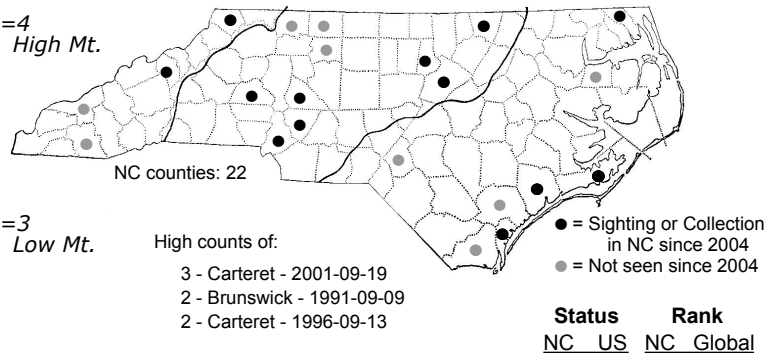 =4
High Mt.
NC counties: 22
=3
Low Mt.
High counts of:
3 - Carteret - 2001-09-19
2 - Brunswick - 1991-09-09
2 - Carteret - 1996-09-13
= Sighting or Collection
in NC since 2004
= Not seen since 2004
Status Rank
NC US NC Global